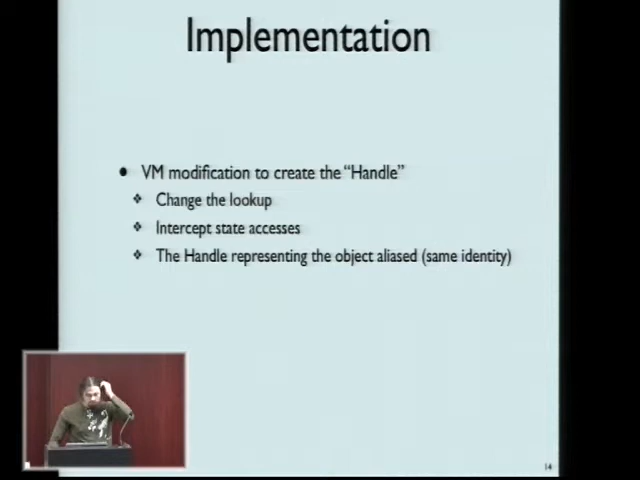 Implementation
• VM modification to create the “Handle”
❖ Change the lookup
❖ Intercept state accesses
❖ The Handle representing the object aliased (same identity)
14